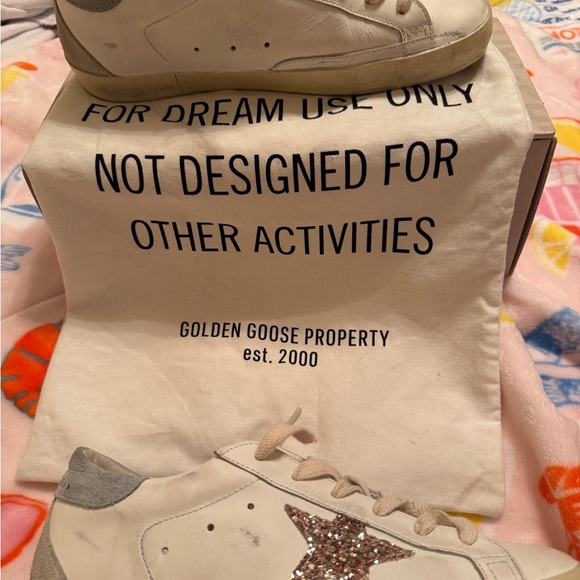 FOR DREAM USE ONLY
NOT DESIGNED FOR
OTHER ACTIVITIES
GOLDEN GOOSE PROPERTY
est. 2000